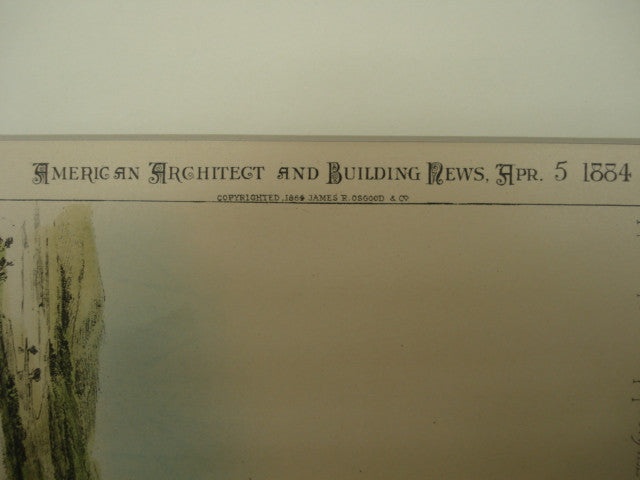 AMERICAN ARCHITECT AND BUILDING NEWS, APR. 5 1884
COPYRIGHTED, 1884 JAMES R. OSGOOD & CO